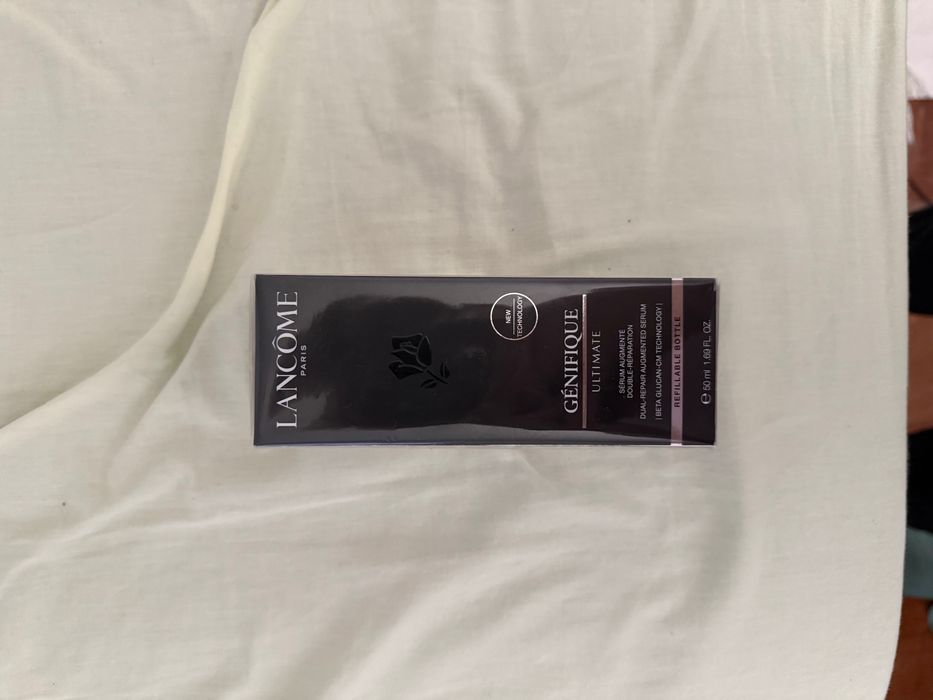 LANCÔME
PARIS
NEW
TECHNOLOGY
GÉNIFIQUE
ULTIMATE
SÉRUM AUGMENTÉ
DOUBLE-RÉPARATION
DUAL-REPAIR AUGMENTED SERUM
| BETA GLUCAN-CM TECHNOLOGY |
REFILLABLE BOTTLE
℮ 50 ml 1.69 FL. OZ.